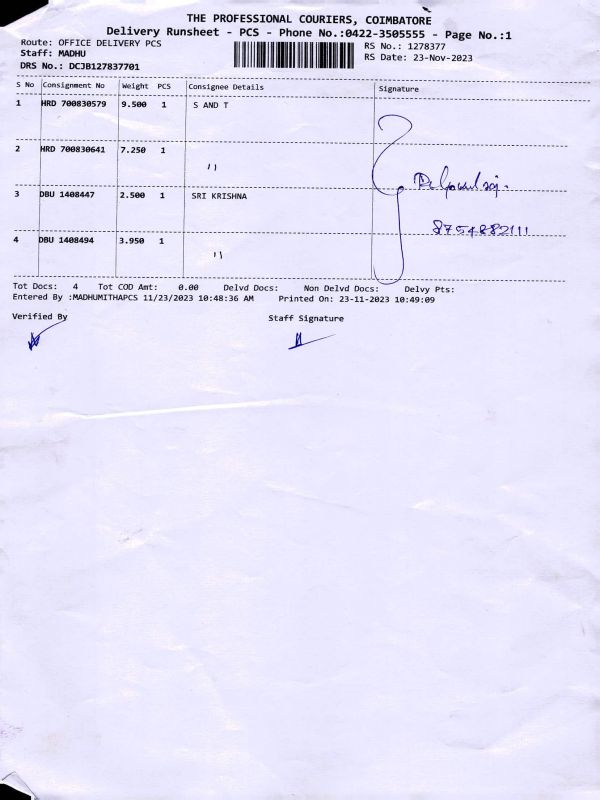 THE PROFESSIONAL COURIERS, COIMBATORE
Delivery Runsheet - PCS - Phone No.:0422-3505555 - Page No.:1
Route: OFFICE DELIVERY PCS RS No.: 1278377
Staff: MADHU RS Date: 23-Nov-2023
DRS No.: DCJB127837701
S No Consignment No Weight PCS Consignee Details Signature
1 HRD 700830579 9.500 1 S AND T
2 HRD 700830641 7.250 1 "
3 DBU 1408447 2.500 1 SRI KRISHNA
8754882111
4 DBU 1408494 3.950 1 "
Tot Docs: 4 Tot COD Amt: 0.00 Delvd Docs: Non Delvd Docs: Delvy Pts:
Entered By :MADHUMITHAPCS 11/23/2023 10:48:36 AM Printed On: 23-11-2023 10:49:09
Verified By Staff Signature